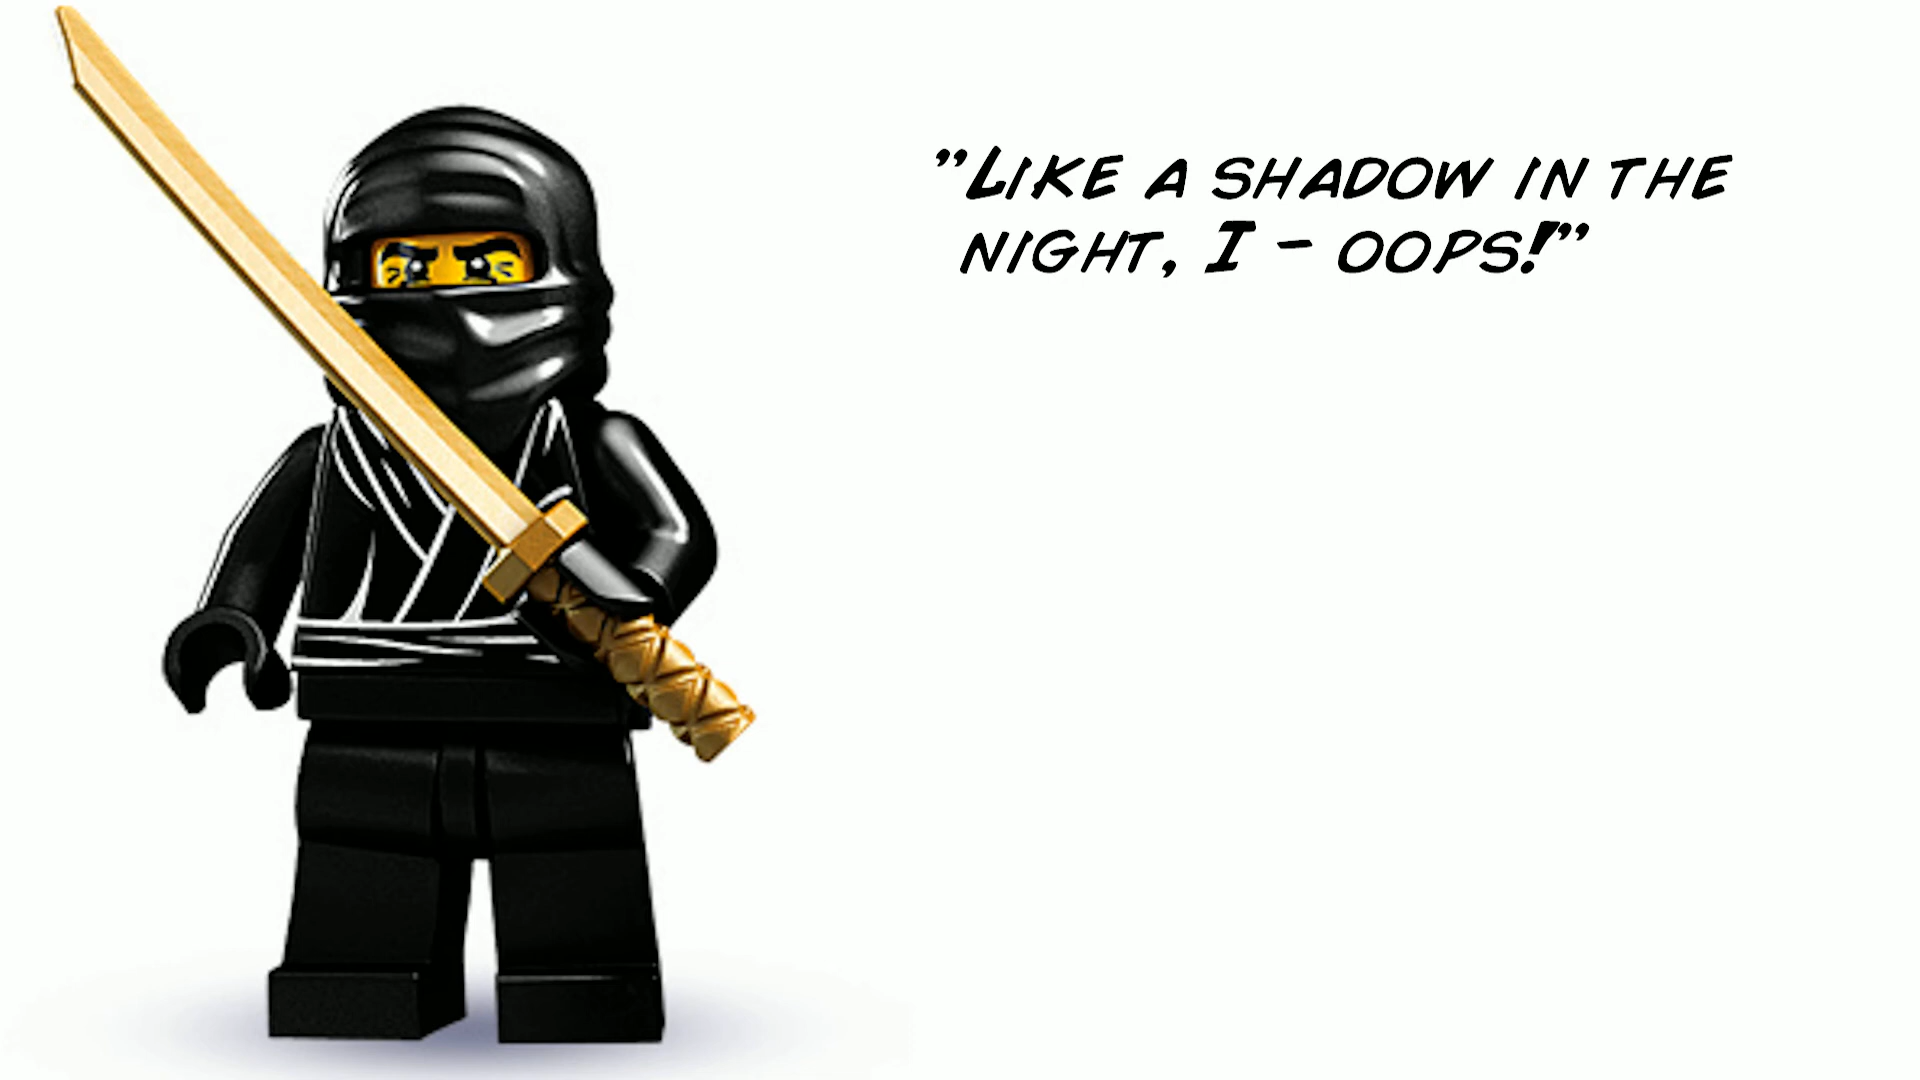 "LIKE A SHADOW IN THE
NIGHT, I – OOPS!"